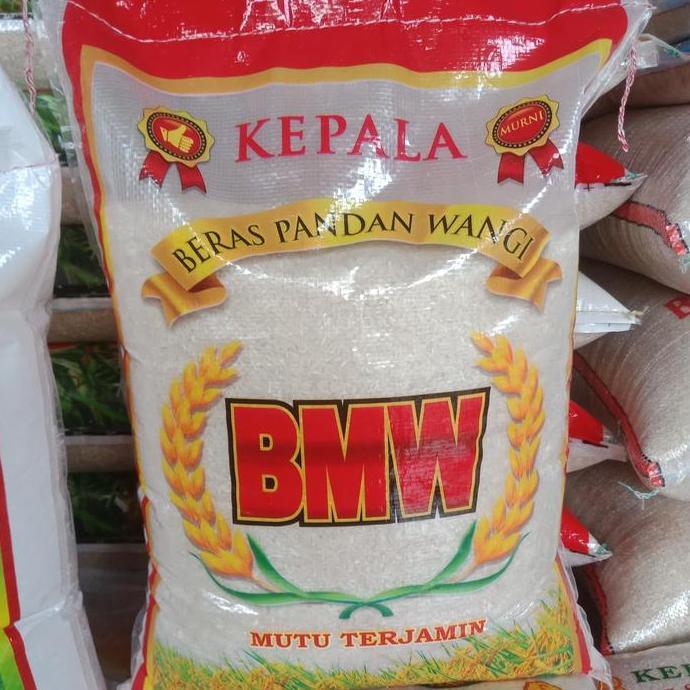 KEPALA
MURNI
BERAS PANDAN WANGI
BMW
MUTU TERJAMIN